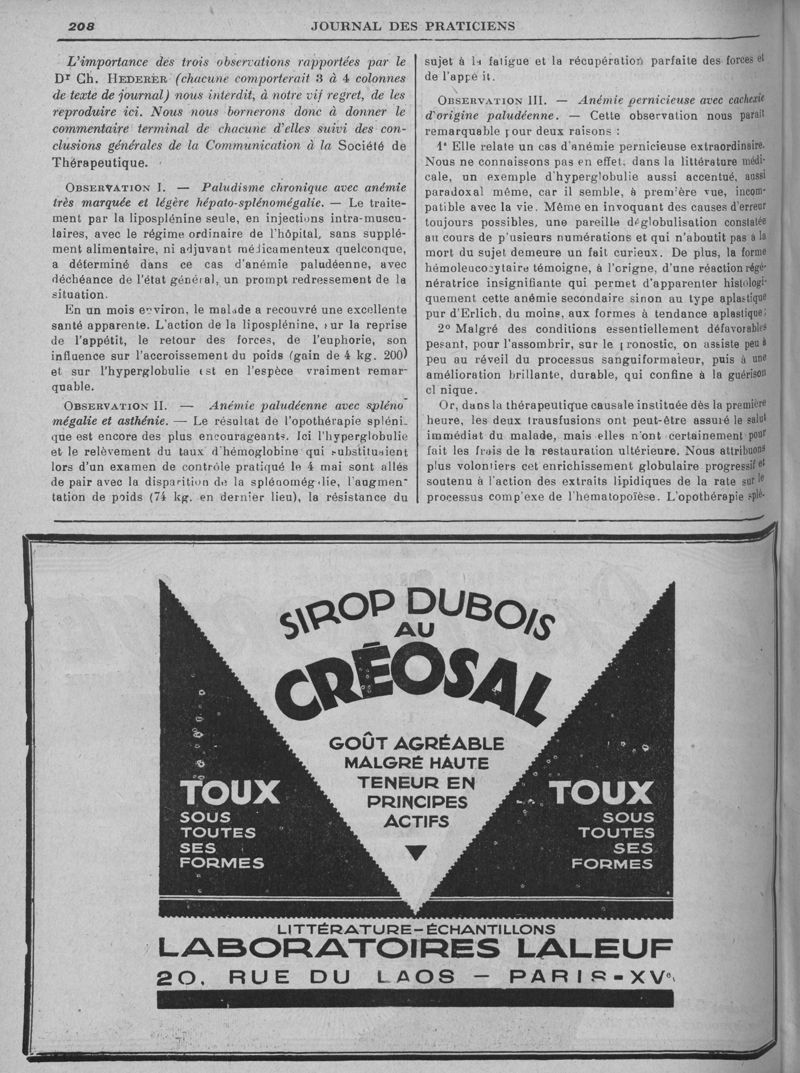 208
JOURNAL DES PRATICIENS
L'importance des trois observations rapportées par le
Dr Ch. HEDERER (chacune comporterait 3 à 4 colonnes
de texte de journal) nous interdit, à notre vif regret, de les
reproduire ici. Nous nous bornerons donc à donner le
commentaire terminal de chacune d'elles suivi des con-
clusions générales de la Communication à la Société de
Thérapeutique.
OBSERVATION I. — Paludisme chronique avec anémie
très marquée et légère hépato-splénomégalie. — Le traite-
ment par la liposplénine seule, en injections intra-muscu-
laires, avec le régime ordinaire de l'hôpital, sans supplé-
ment alimentaire, ni adjuvant médicamenteux quelconque,
a déterminé dans ce cas d'anémie paludéenne, avec
déchéance de l'état général, un prompt redressement de la
situation.
En un mois environ, le malade a recouvré une excellente
santé apparente. L'action de la liposplénine, sur la reprise
de l'appétit, le retour des forces, de l'euphorie, son
influence sur l'accroissement du poids (gain de 4 kg. 200)
et sur l'hyperglobulie est en l'espèce vraiment remar-
quable.
OBSERVATION II. — Anémie paludéenne avec spléno
mégalie et asthénie. — Le résultat de l'opothérapie spléni-
que est encore des plus encourageants. Ici l'hyperglobulie
et le relèvement du taux d'hémoglobine qui substituaient
lors d'un examen de contrôle pratiqué le 4 mai sont allés
de pair avec la disparition de la splénomégalie, l'augmen-
tation de poids (74 kg. en dernier lieu), la résistance du
sujet à la fatigue et la récupération parfaite des forces et
de l'appé it.
OBSERVATION III. — Anémie pernicieuse avec cachexie
d'origine paludéenne. — Cette observation nous paraît
remarquable pour deux raisons :
1° Elle relate un cas d'anémie pernicieuse extraordinaire.
Nous ne connaissons pas en effet, dans la littérature médi-
cale, un exemple d'hyperglobulie aussi accentué, aussi
paradoxal même, car il semble, à première vue, incom-
patible avec la vie. Même en invoquant des causes d'erreur
toujours possibles, une pareille déglobulisation constatée
au cours de p'usieurs numérations et qui n'aboutit pas à la
mort du sujet demeure un fait curieux. De plus, la forme
hémoleucocytaire témoigne, à l'origne, d'une réaction régé-
nératrice insignifiante qui permet d'apparenter histologi-
quement cette anémie secondaire sinon au type aplastique
pur d'Erlich, du moins, aux formes à tendance aplastique;
2° Malgré des conditions essentiellement défavorables
pesant, pour l'assombrir, sur le pronostic, on assiste peu à
peu au réveil du processus sanguiformateur, puis à une
amélioration brillante, durable, qui confine à la guérison
cl nique.
Or, dans la thérapeutique causale instituée dès la première
heure, les deux trausfusions ont peut-être assuré le salut
immédiat du malade, mais elles n'ont certainement pour
fait les frais de la restauration ultérieure. Nous attribuons
plus volontiers cet enrichissement globulaire progressif et
soutenu à l'action des extraits lipidiques de la rate sur le
processus comp'exe de l'hematopoïèse. L'opothérapie splé-
SIROP DUBOIS
AU
CRÉOSAL
GOÛT AGRÉABLE
MALGRÉ HAUTE
TENEUR EN
PRINCIPES
ACTIFS
TOUX
SOUS
TOUTES
SES
FORMES
TOUX
SOUS
TOUTES
SES
FORMES
LITTÉRATURE-ÉCHANTILLONS
LABORATOIRES LALEUF
20, RUE DU LAOS — PARIS-XVe.